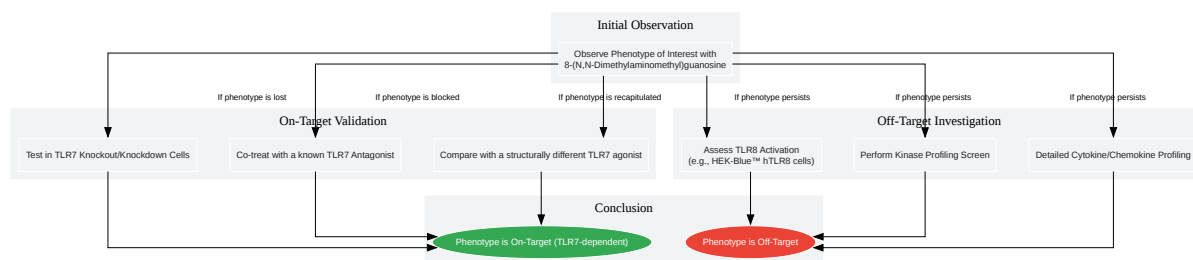 Initial Observation
Observe Phenotype of Interest with
8-(N,N-Dimethylaminomethyl)guanosine
If phenotype is lost
If phenotype is blocked
If phenotype is recapitulated
If phenotype persists
If phenotype persists
If phenotype persists
On-Target Validation
Off-Target Investigation
Test in TLR7 Knockout/Knockdown Cells
Co-treat with a known TLR7 Antagonist
Compare with a structurally different TLR7 agonist
Assess TLR8 Activation
(e.g., HEK-Blue™ hTLR8 cells)
Perform Kinase Profiling Screen
Detailed Cytokine/Chemokine Profiling
Conclusion
Phenotype is On-Target (TLR7-dependent)
Phenotype is Off-Target